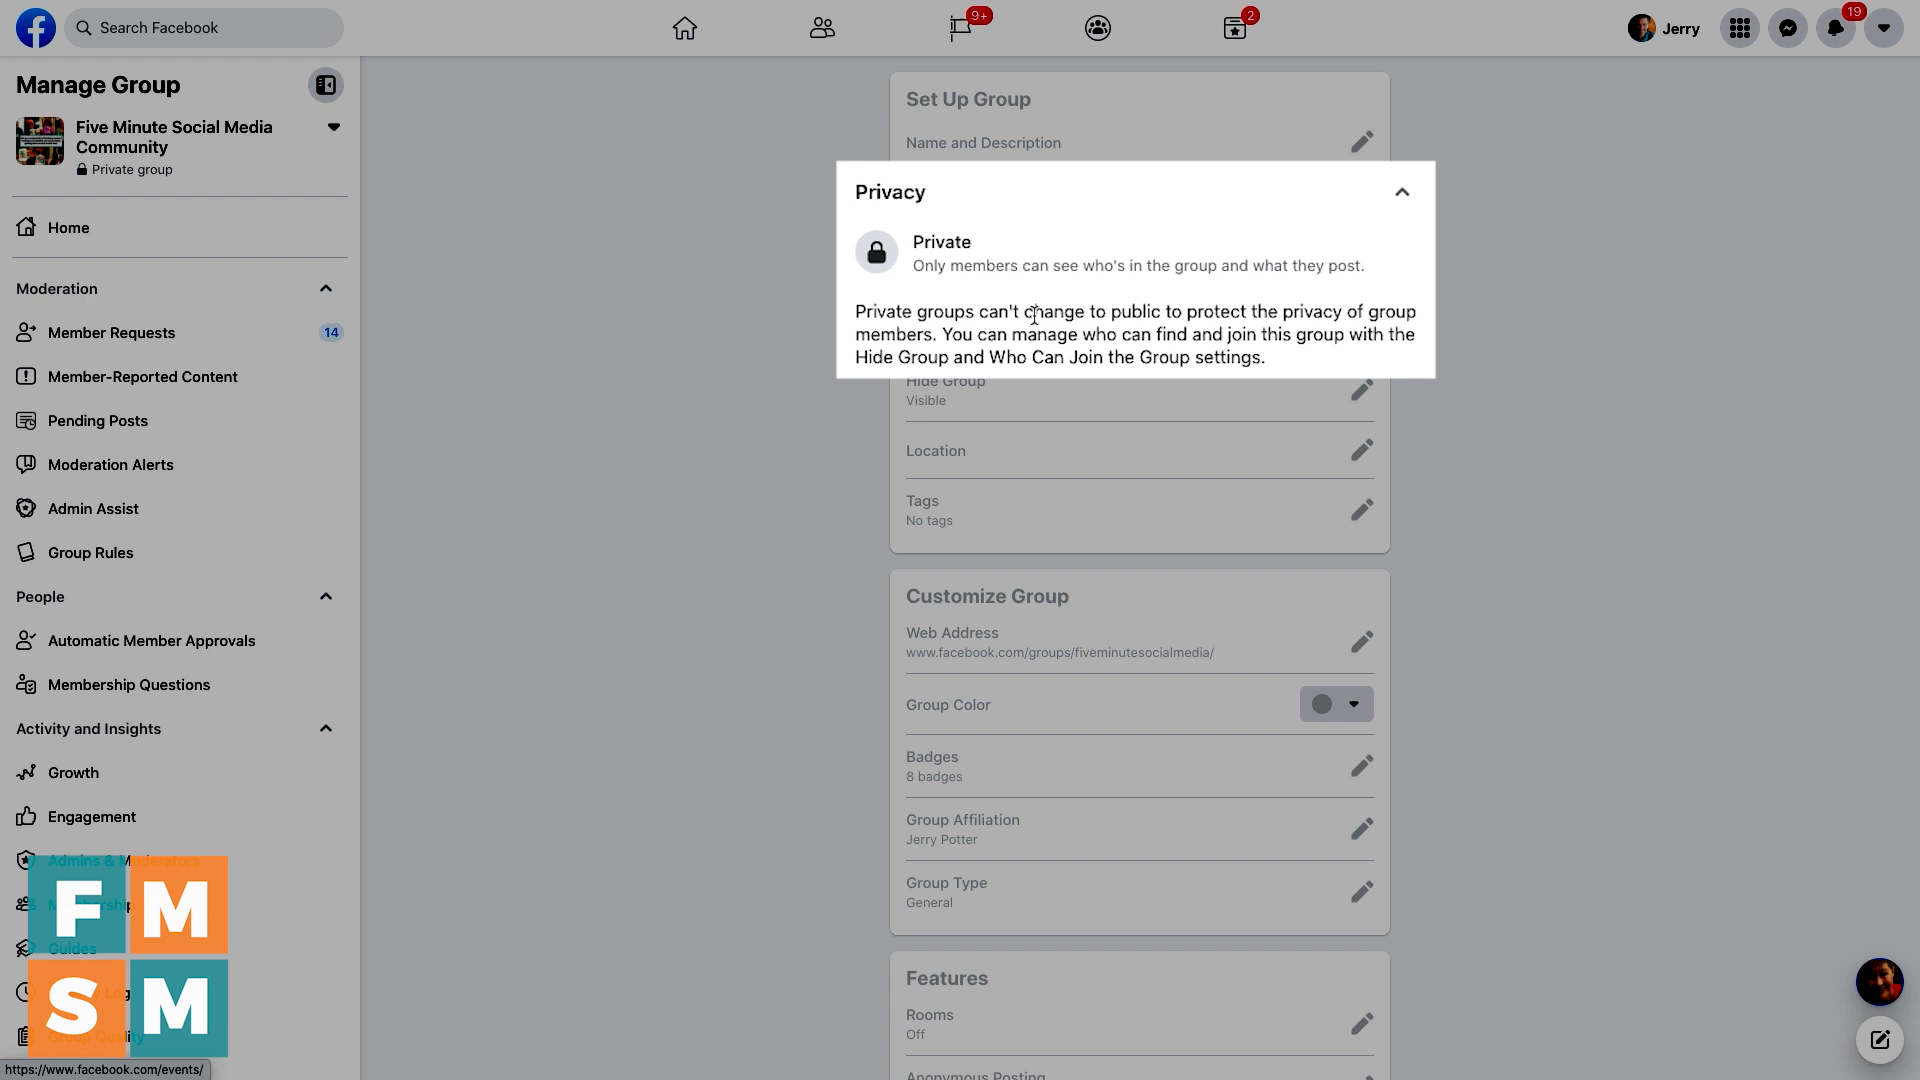 Search Facebook
9+
2
Jerry
19
Manage Group
Five Minute Social Media
Community
Private group
Home
Moderation
Member Requests
14
Member-Reported Content
Pending Posts
Moderation Alerts
Admin Assist
Group Rules
People
Automatic Member Approvals
Membership Questions
Activity and Insights
Growth
Engagement
Admins & Moderators
Guides
Group Quality
F M
S M
https://www.facebook.com/events/
Set Up Group
Name and Description
Privacy
Private
Only members can see who's in the group and what they post.
Private groups can't change to public to protect the privacy of group
members. You can manage who can find and join this group with the
Hide Group and Who Can Join the Group settings.
Hide Group
Visible
Location
Tags
No tags
Customize Group
Web Address
www.facebook.com/groups/fiveminutesocialmedia/
Group Color
Badges
8 badges
Group Affiliation
Jerry Potter
Group Type
General
Features
Rooms
Off
Anonymous Posting